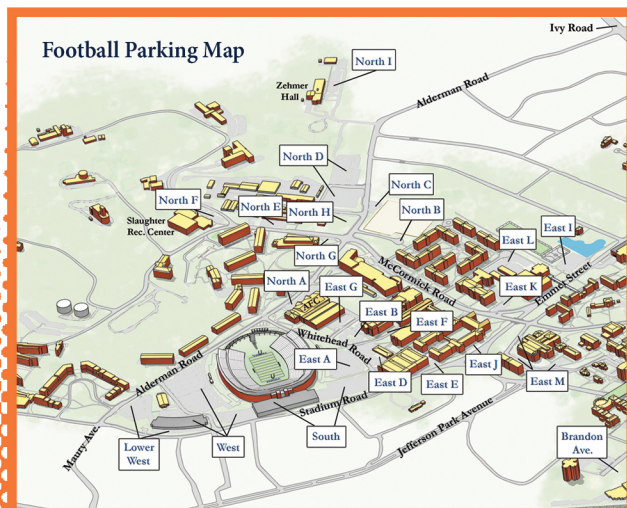 Football Parking Map
Ivy Road
North I
Zehmer
Hall
Alderman Road
North D
North C
North F
North E
North H
North B
Slaughter
Rec. Center
East I
East L
North G
McCormick Road
North A
East G
East K
Emmet Street
AFC
East B
East F
Whitehead Road
East A
East J
Alderman Road
East D
East E
East M
Stadium Road
Maury Ave.
Lower
West
West
South
Jefferson Park Avenue
Brandon
Ave.